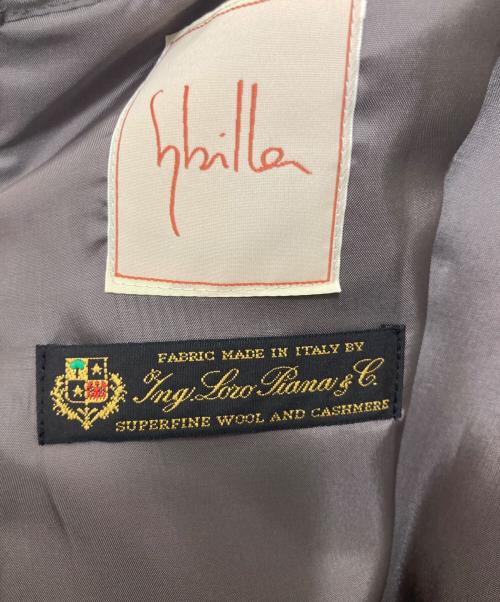 Sybilla
FABRIC MADE IN ITALY BY
Ing. Loro Piana & C.
SUPERFINE WOOL AND CASHMERE